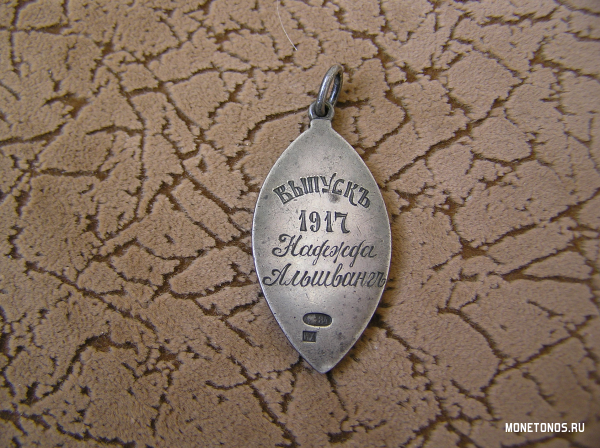 Выпускъ
1917
Надежда
Альшвангъ
MONETONOS.RU